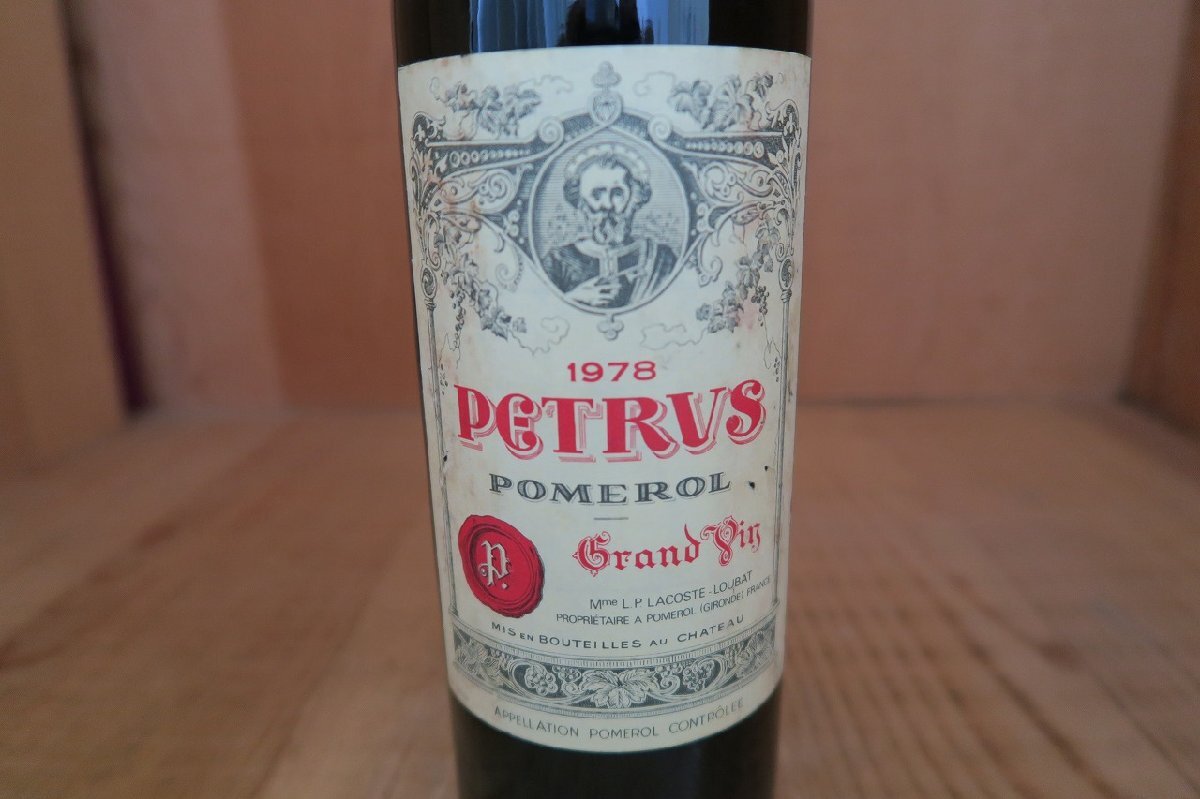 1978
PETRVS
POMEROL
Grand Vin
P.
Mme L.P. LACOSTE-LOUBAT
PROPRIÉTAIRE A POMEROL (GIRONDE) FRANCE
MIS EN BOUTEILLES AU CHATEAU
APPELLATION POMEROL CONTRÔLÉE